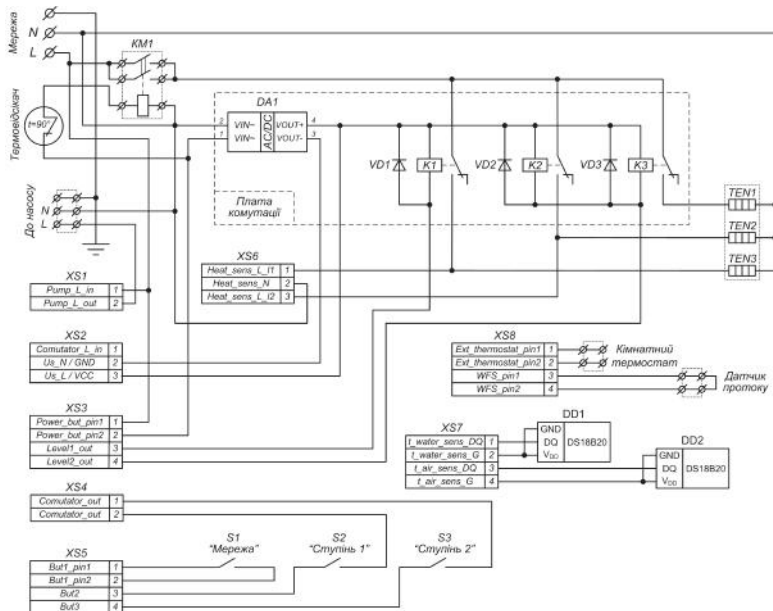 Мережа
N
L
KM1
Термовідсікач
t=90°
DA1
2
VIN~
AC/DC
VOUT+
4
1
VIN~
VOUT-
3
VD1
K1
VD2
K2
VD3
K3
Плата
комутації
До насосу
N
L
TEN1
TEN2
TEN3
XS1
Pump_L_in 1
Pump_L_out 2
XS6
Heat_sens_L_l1 1
Heat_sens_N 2
Heat_sens_L_l2 3
XS2
Comutator_L_in 1
Us_N / GND 2
Us_L / VCC 3
XS8
Ext_thermostat_pin1 1
Ext_thermostat_pin2 2
WFS_pin1 3
WFS_pin2 4
Кімнатний
термостат
Датчик
протоку
XS3
Power_but_pin1 1
Power_but_pin2 2
Level1_out 3
Level2_out 4
XS7
t_water_sens_DQ 1
t_water_sens_G 2
t_air_sens_DQ 3
t_air_sens_G 4
DD1
GND
DQ
VDD
DS18B20
DD2
GND
DQ
VDD
DS18B20
XS4
Comutator_out 1
Comutator_out 2
XS5
But1_pin1 1
But1_pin2 2
But2 3
But3 4
S1
"Мережа"
S2
"Ступінь 1"
S3
"Ступінь 2"